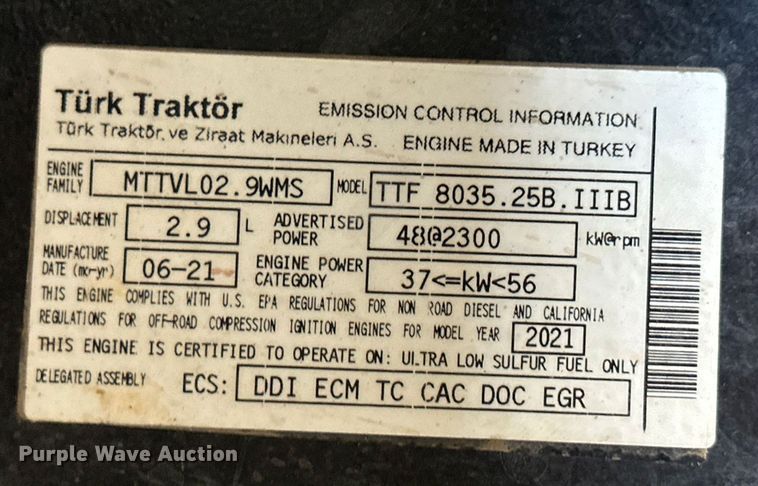 Türk Traktör
Türk Traktör ve Ziraat Makineleri A.S.
EMISSION CONTROL INFORMATION
ENGINE MADE IN TURKEY
ENGINE FAMILY MTTVL02.9WMS MODEL TTF 8035.25B.IIIB
DISPLACEMENT 2.9 L ADVERTISED POWER 48@2300 kW@rpm
MANUFACTURE DATE (mo-yr) 06-21 ENGINE POWER CATEGORY 37<=kW<56
THIS ENGINE COMPLIES WITH U.S. EPA REGULATIONS FOR NON ROAD DIESEL AND CALIFORNIA
REGULATIONS FOR OFF-ROAD COMPRESSION IGNITION ENGINES FOR MODEL YEAR 2021
THIS ENGINE IS CERTIFIED TO OPERATE ON: ULTRA LOW SULFUR FUEL ONLY
DELEGATED ASSEMBLY ECS: DDI ECM TC CAC DOC EGR
Purple Wave Auction